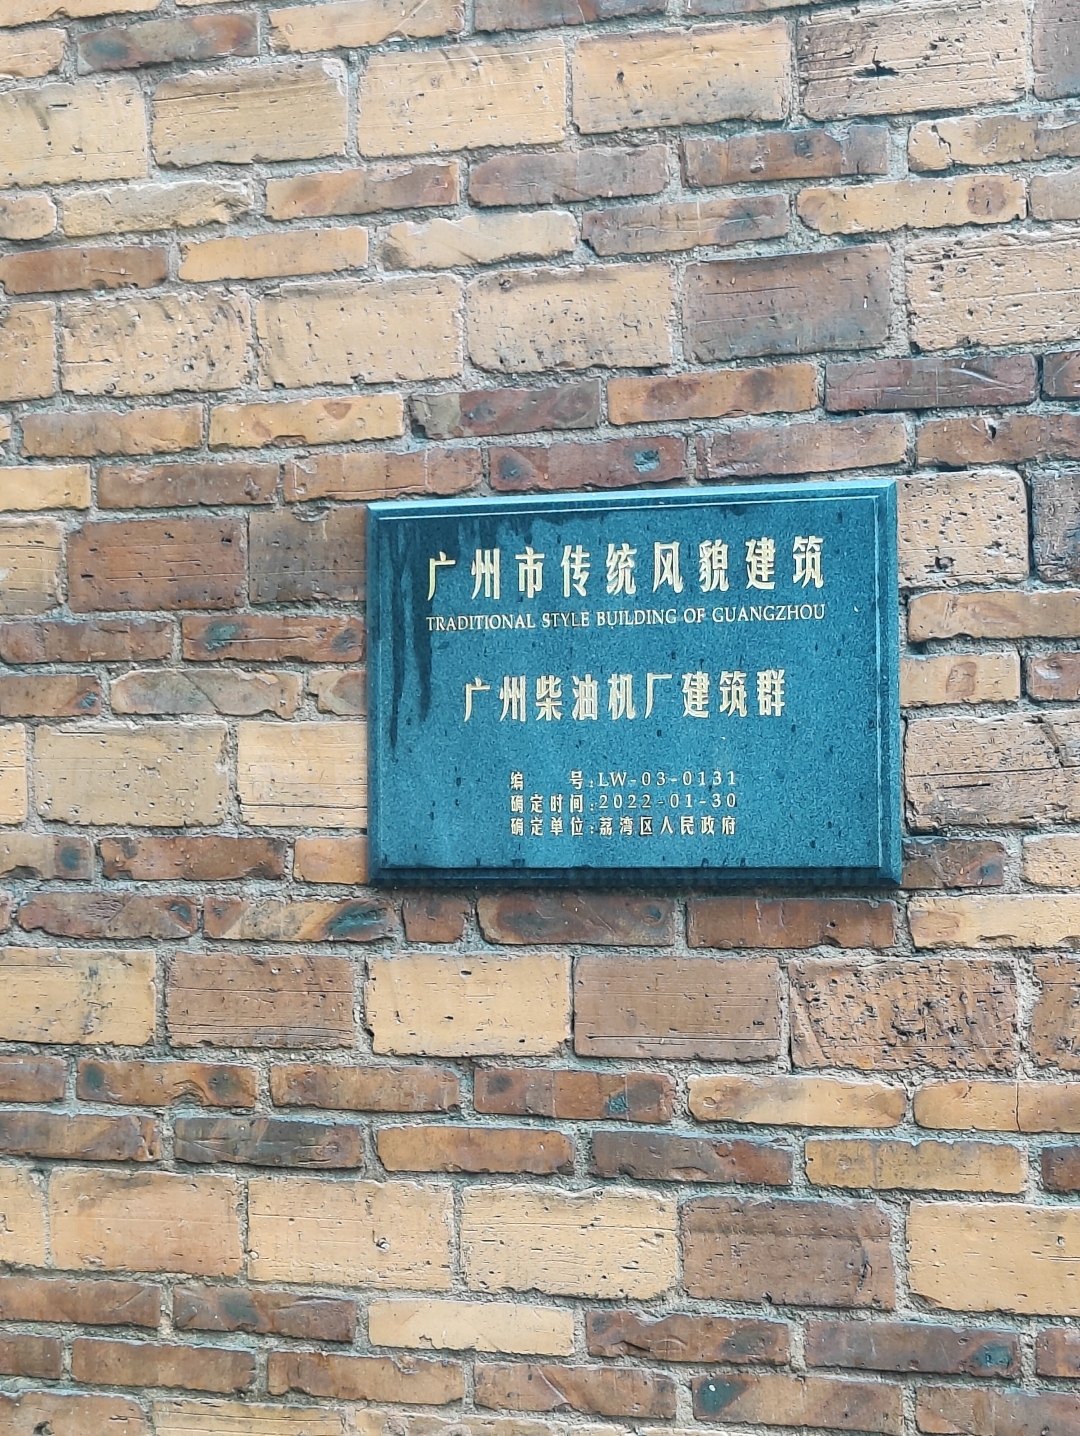 广州市传统风貌建筑
TRADITIONAL STYLE BUILDING OF GUANGZHOU
广州柴油机厂建筑群
编 号:LW-03-0131
确定时间:2022-01-30
确定单位:荔湾区人民政府